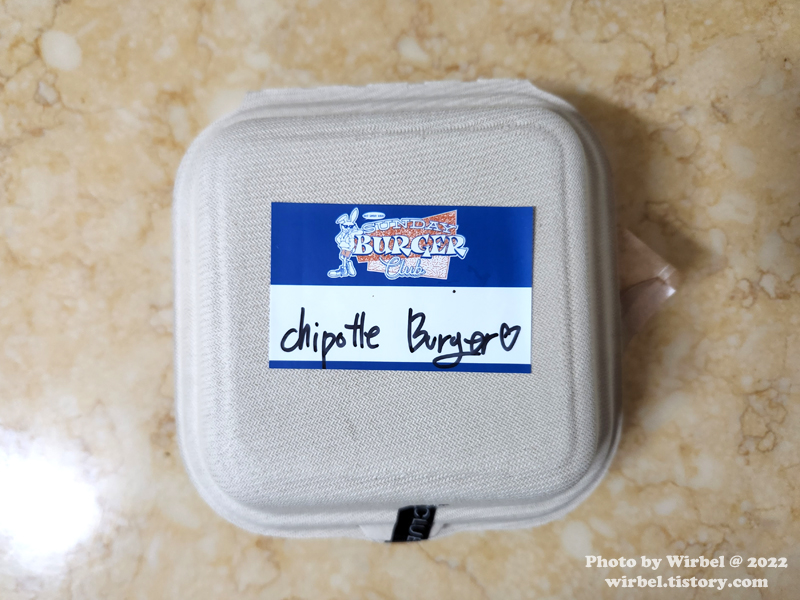 SUNDAY
BURGER
Club
chipotle Burger♡
Photo by Wirbel @ 2022
wirbel.tistory.com